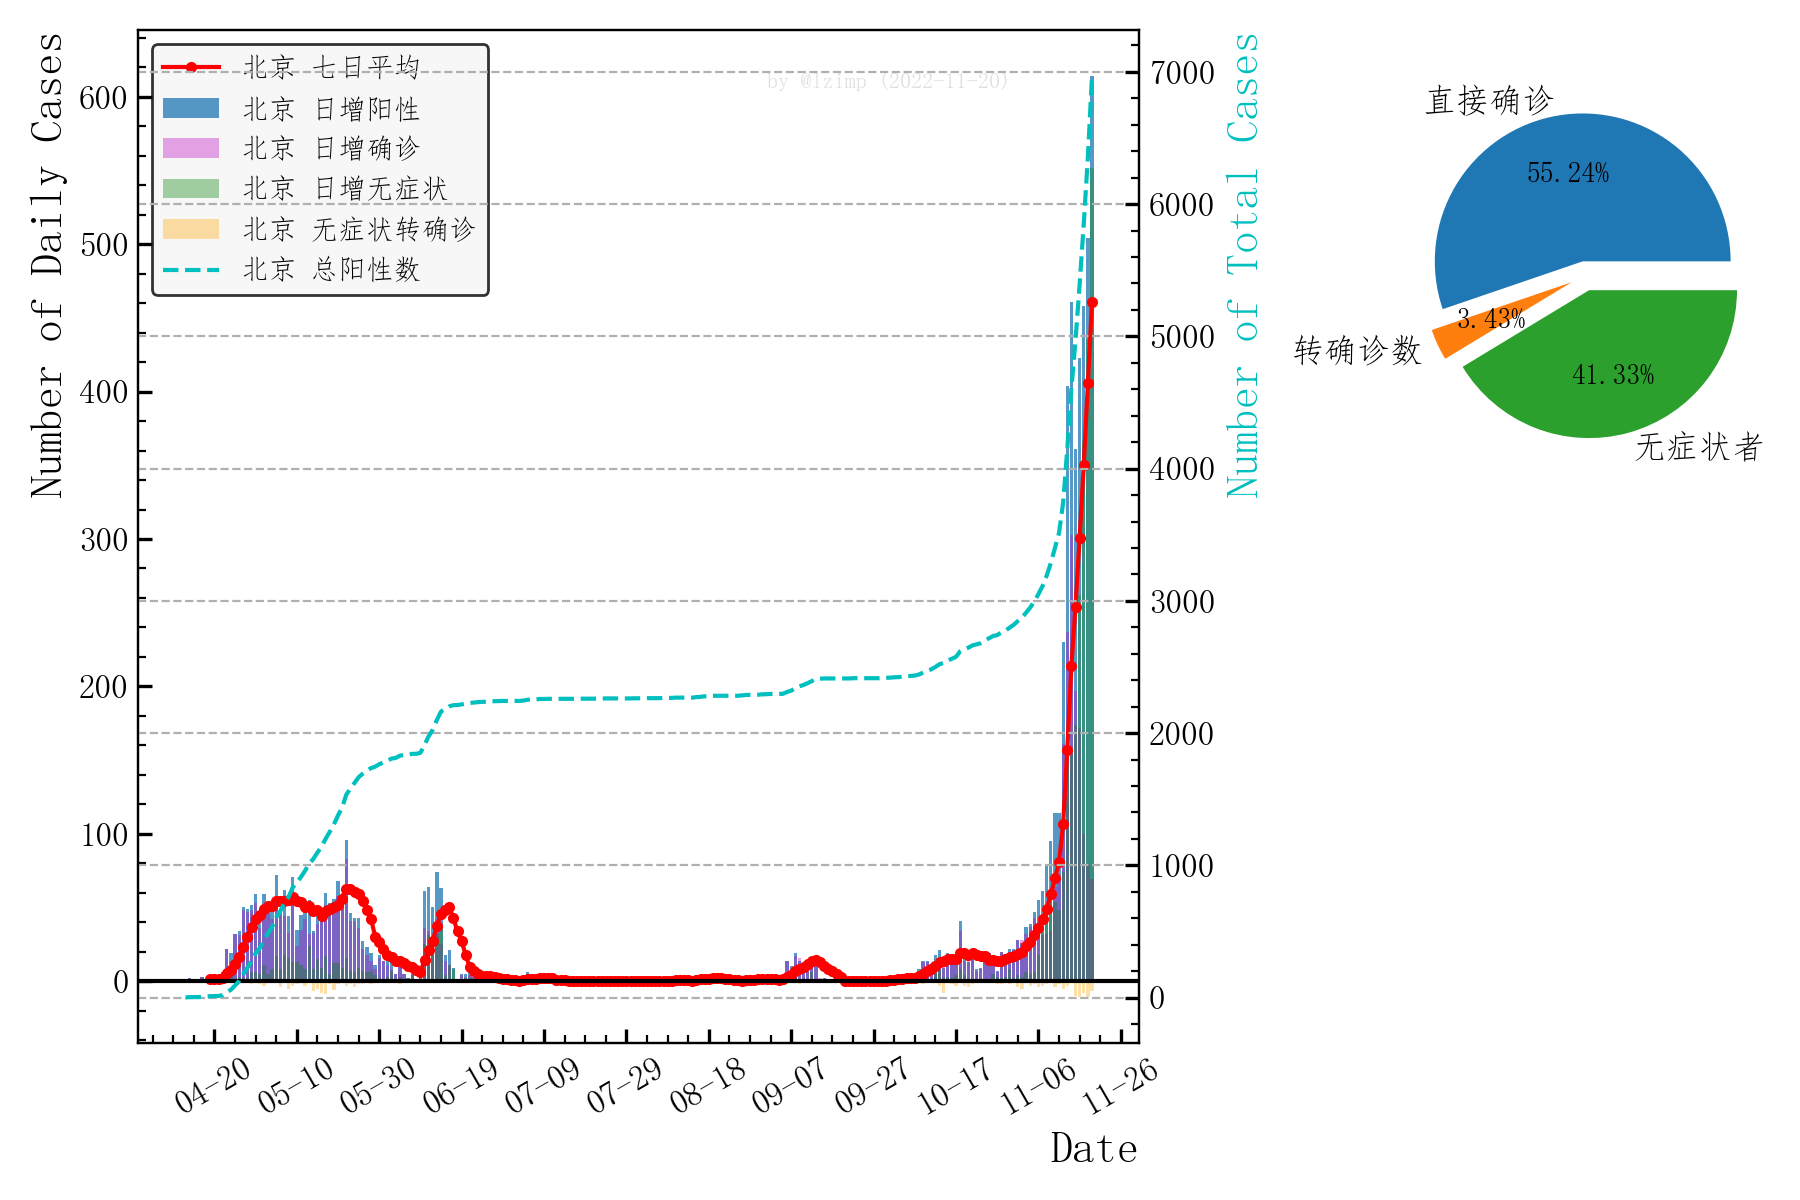 Number of Daily Cases
600
500
400
300
200
100
0
北京 七日平均
北京 日增阳性
北京 日增确诊
北京 日增无症状
北京 无症状转确诊
北京 总阳性数
by @lzimp (2022-11-20)
7000
6000
5000
4000
3000
2000
1000
0
Number of Total Cases
04-20
05-10
05-30
06-19
07-09
07-29
08-18
09-07
09-27
10-17
11-06
11-26
Date
直接确诊
55.24%
3.43%
转确诊数
41.33%
无症状者